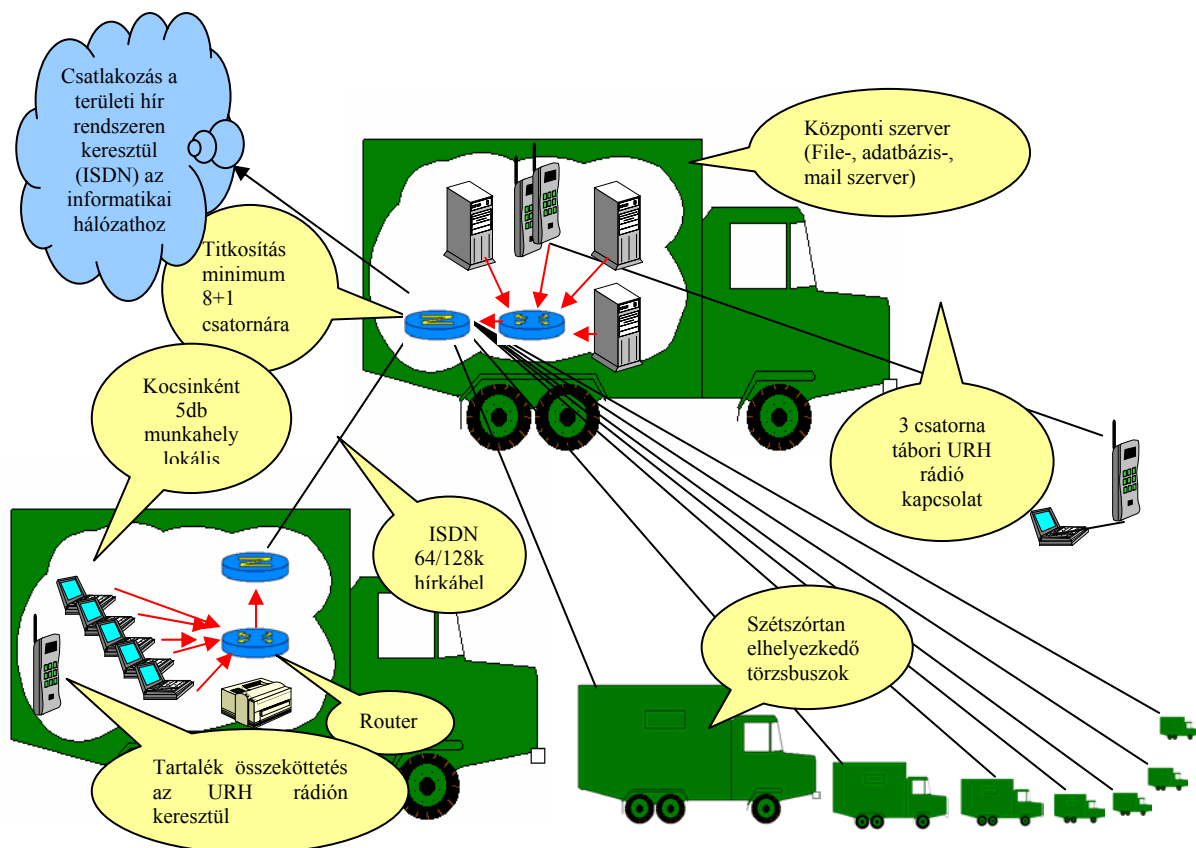 Csatlakozás a
területi hír
rendszeren
keresztül
(ISDN) az
informatikai
hálózathoz
Központi szerver
(File-, adatbázis-,
mail szerver)
Titkosítás
minimum
8+1
csatornára
Kocsinként
5db
munkahely
lokális
3 csatorna
tábori URH
rádió
kapcsolat
ISDN
64/128k
hírkábel
Szétszórtan
elhelyezkedő
törzsbuszok
Router
Tartalék összeköttetés
az URH rádión
keresztül